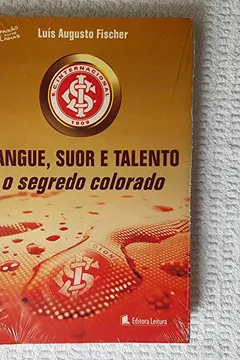 Luís Augusto Fischer
S.C. INTERNACIONAL
1909
ANGUE, SUOR E TALENTO
o segredo colorado
Editora Leitura